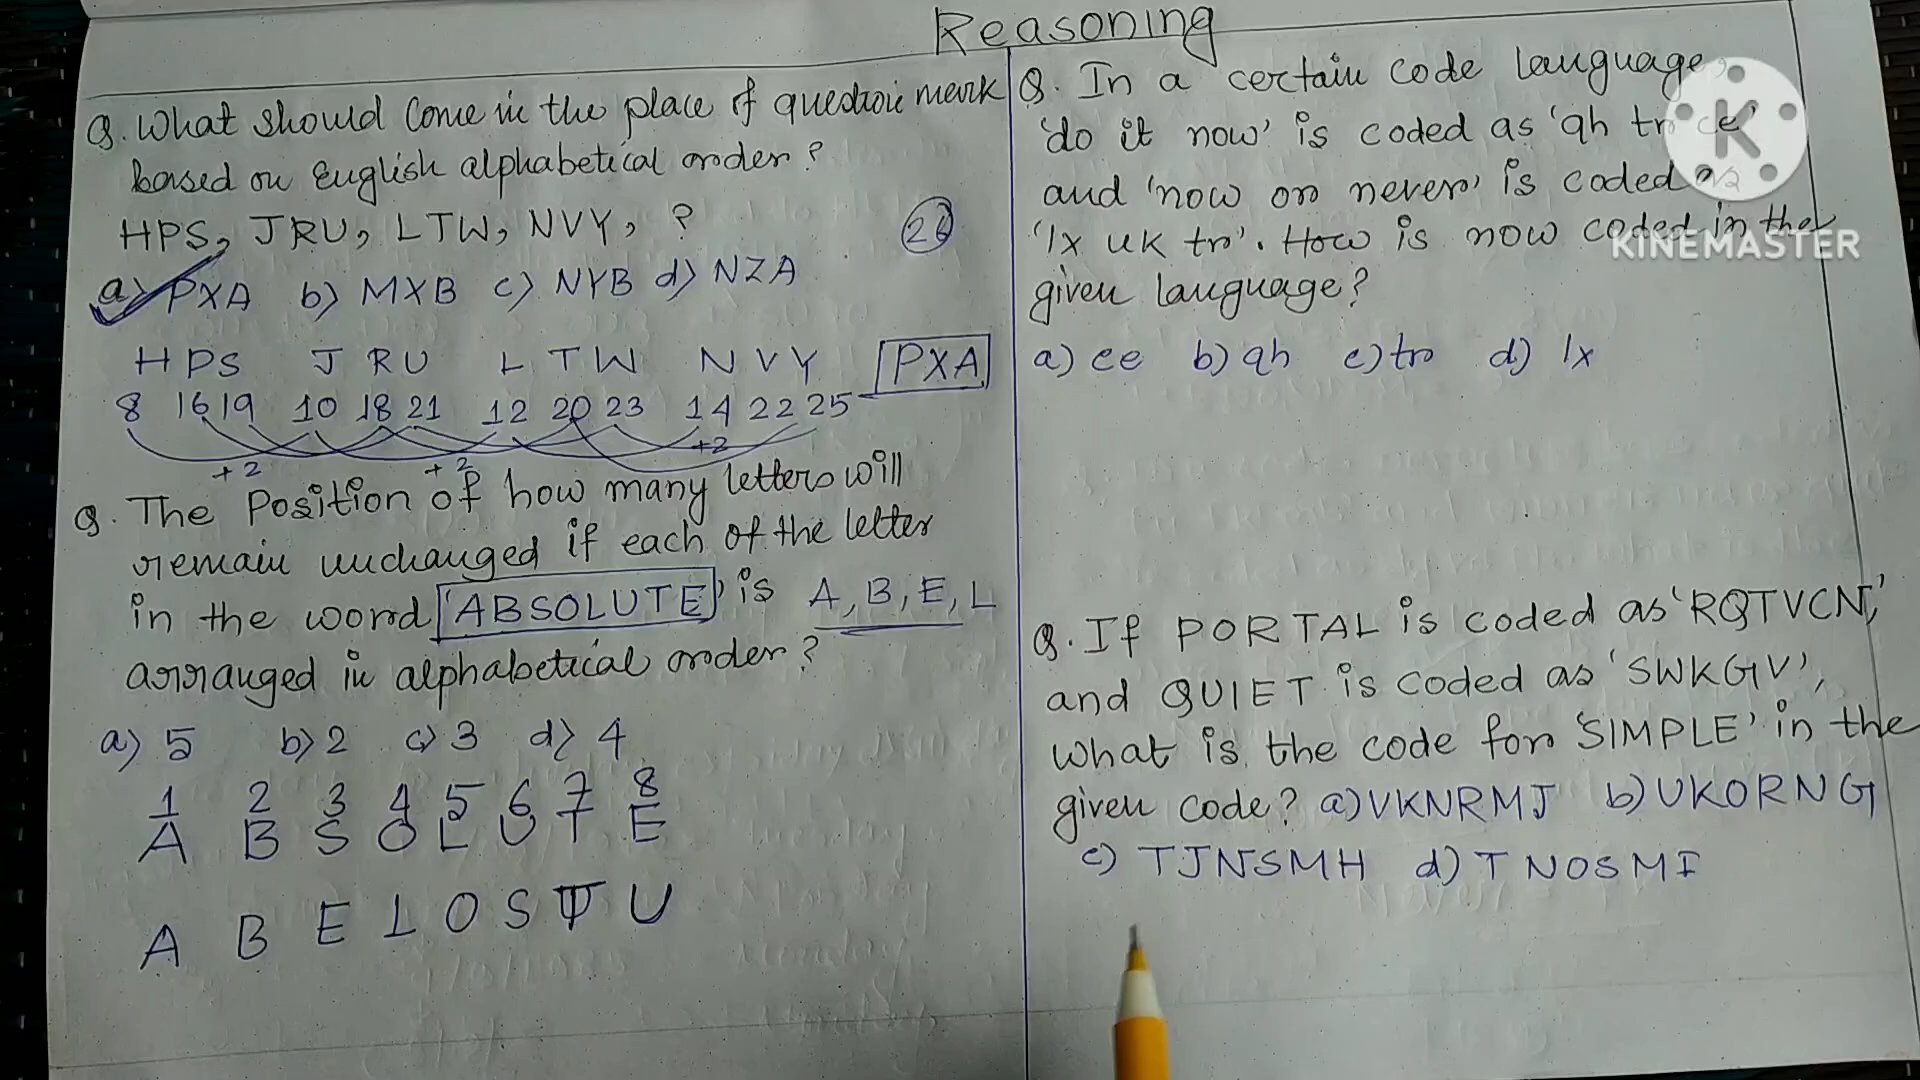 Reasoning
Q. What should come in the place of question mark
based on English alphabetical order?
HPS, JRU, LTW, NVY, ?
26
a) PXA b) MXB c) NYB d) NZA
H P S J R U L T W N V Y PXA
8 16 19 10 18 21 12 20 23 14 22 25
+2 +2 +2
Q. The Position of how many letters will
remain unchanged if each of the letter
in the word 'ABSOLUTE' is A, B, E, L
arranged in alphabetical order?
a) 5 b) 2 c) 3 d) 4
1 2 3 4 5 6 7 8
A B S O L U T E
A B E L O S T U
Q. In a certain code language,
'do it now' is coded as 'qh tr ce'
and 'now or never' is coded as
'lx uk tr'. How is now coded in the
given language?
a) ce b) qh c) tr d) lx
K
KINEMASTER
Q. If PORTAL is coded as 'RQTVCN,'
and QUIET is coded as 'SWKGV',
what is the code for 'SIMPLE' in the
given code? a) VKNRMJ b) UKORNG
c) TJNSMH d) TNOSMI